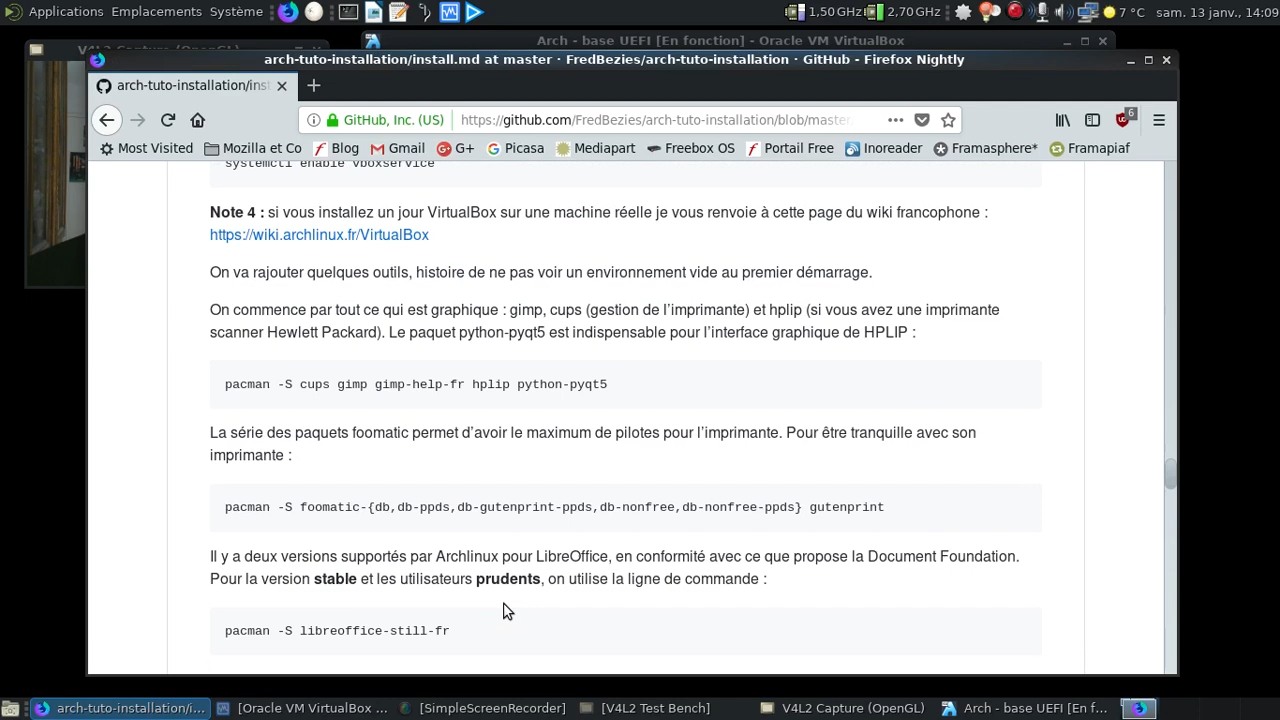 Applications Emplacements Système 1,50 GHz 2,70 GHz 7 °C sam. 13 janv., 14:09
V4L2 Capture (OpenGL)
Arch - base UEFI [En fonction] - Oracle VM VirtualBox
arch-tuto-installation/install.md at master · FredBezies/arch-tuto-installation · GitHub - Firefox Nightly
arch-tuto-installation/inst
GitHub, Inc. (US) https://github.com/FredBezies/arch-tuto-installation/blob/master 6
Most Visited Mozilla et Co Blog Gmail G+ Picasa Mediapart Freebox OS Portail Free Inoreader Framasphere* Framapiaf
systemctl enable vboxservice
Note 4 : si vous installez un jour VirtualBox sur une machine réelle je vous renvoie à cette page du wiki francophone :
https://wiki.archlinux.fr/VirtualBox
On va rajouter quelques outils, histoire de ne pas voir un environnement vide au premier démarrage.
On commence par tout ce qui est graphique : gimp, cups (gestion de l’imprimante) et hplip (si vous avez une imprimante
scanner Hewlett Packard). Le paquet python-pyqt5 est indispensable pour l’interface graphique de HPLIP :
pacman -S cups gimp gimp-help-fr hplip python-pyqt5
La série des paquets foomatic permet d’avoir le maximum de pilotes pour l’imprimante. Pour être tranquille avec son
imprimante :
pacman -S foomatic-{db,db-ppds,db-gutenprint-ppds,db-nonfree,db-nonfree-ppds} gutenprint
Il y a deux versions supportés par Archlinux pour LibreOffice, en conformité avec ce que propose la Document Foundation.
Pour la version stable et les utilisateurs prudents, on utilise la ligne de commande :
pacman -S libreoffice-still-fr
arch-tuto-installation/i... [Oracle VM VirtualBox ... [SimpleScreenRecorder] [V4L2 Test Bench] V4L2 Capture (OpenGL) Arch - base UEFI [En f...